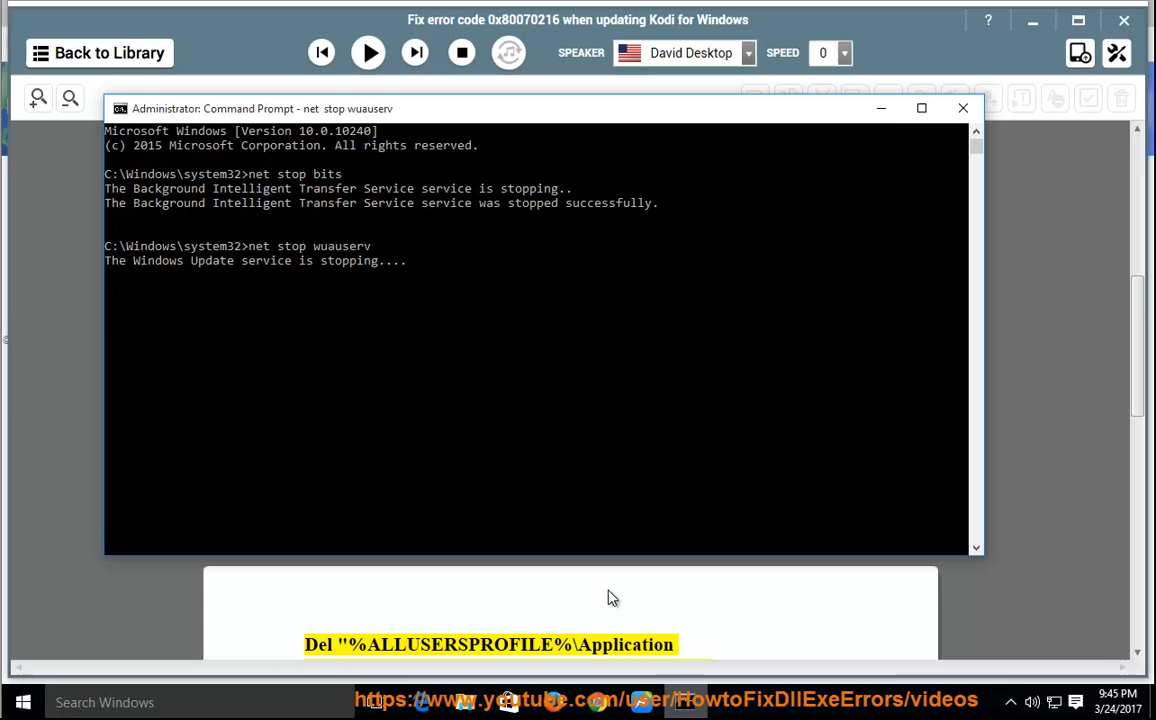 Fix error code 0x80070216 when updating Kodi for Windows
?
Back to Library
SPEAKER
David Desktop
SPEED
0
Administrator: Command Prompt - net stop wuauserv
Microsoft Windows [Version 10.0.10240]
(c) 2015 Microsoft Corporation. All rights reserved.
C:\Windows\system32>net stop bits
The Background Intelligent Transfer Service service is stopping..
The Background Intelligent Transfer Service service was stopped successfully.
C:\Windows\system32>net stop wuauserv
The Windows Update service is stopping....
Del "%ALLUSERSPROFILE%\Application
Search Windows
https://www.youtube.com/user/HowtoFixDllExeErrors/videos
9:45 PM
3/24/2017